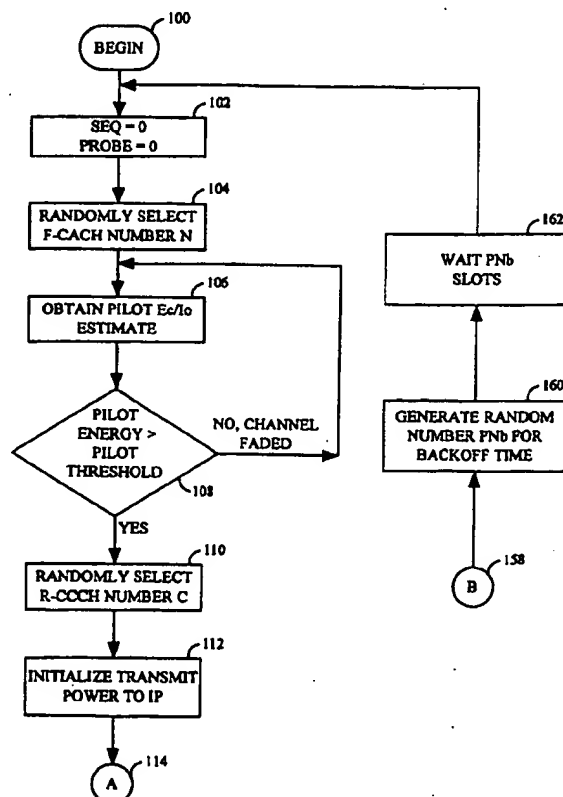 100
BEGIN
102
SEQ = 0
PROBE = 0
104
RANDOMLY SELECT
F-CACH NUMBER N
106
OBTAIN PILOT Ec/Io
ESTIMATE
PILOT
ENERGY >
PILOT
THRESHOLD
NO, CHANNEL
FADED
108
YES
110
RANDOMLY SELECT
R-CCCH NUMBER C
112
INITIALIZE TRANSMIT
POWER TO IP
A
114
162
WAIT PNb
SLOTS
160
GENERATE RANDOM
NUMBER PNb FOR
BACKOFF TIME
B
158